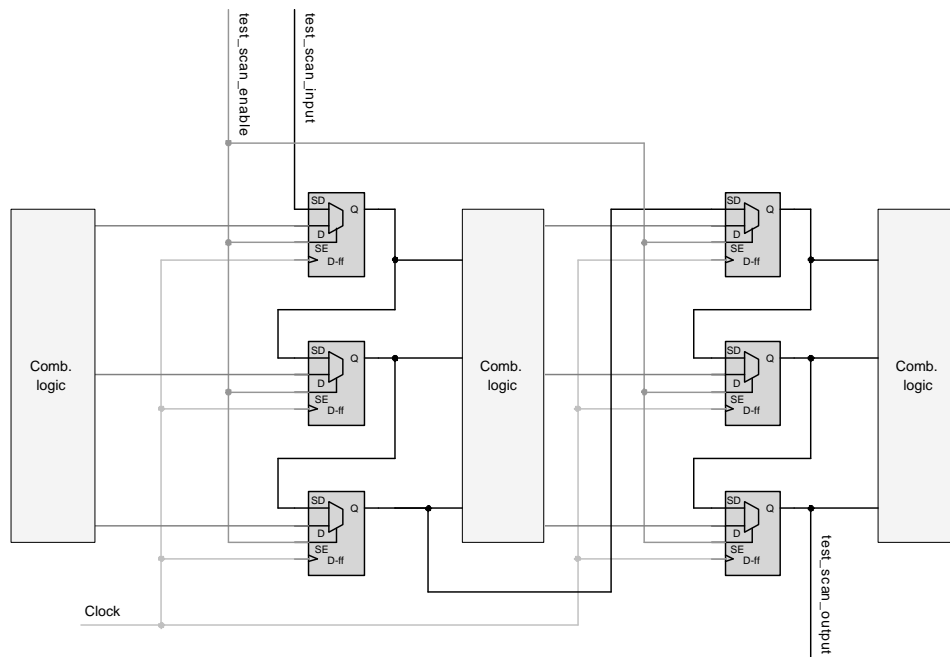 test_scan_enable
test_scan_input
SD
Q
D
SE
D-ff
SD
Q
D
SE
D-ff
Comb.
logic
SD
Q
D
SE
D-ff
Comb.
logic
SD
Q
D
SE
D-ff
Comb.
logic
SD
Q
D
SE
D-ff
SD
Q
D
SE
D-ff
Clock
test_scan_output